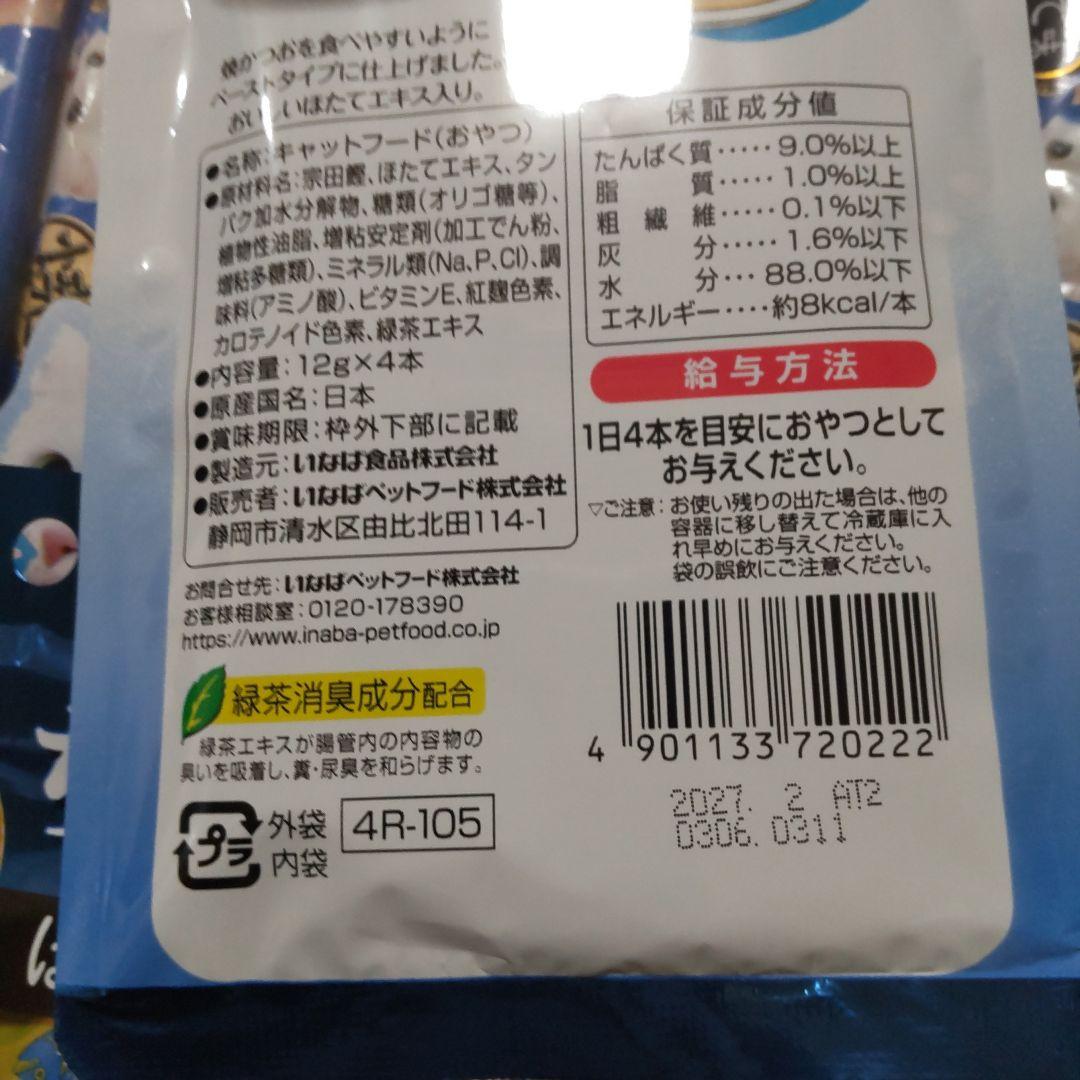 焼かつおを食べやすいように
ペーストタイプに仕上げました。
いほたてエキス入り。
●名称:キャットフード(おやつ)
●原材料名:宗田鰹、ほたてエキス、タン
パク加水分解物、糖類(オリゴ糖等)、
植物性油脂、増粘安定剤(加工でん粉、
増粘多糖類)、ミネラル類(Na、P、Cl)、調
味料(アミノ酸)、ビタミンE、紅麹色素、
カロテノイド色素、緑茶エキス
●内容量:12g×4本
●原産国名:日本
●賞味期限:枠外下部に記載
●製造元:いなば食品株式会社
●販売者:いなばペットフード株式会社
静岡市清水区由比北田114-1
お問合せ先:いなばペットフード株式会社
お客様相談室:0120-178390
https://www.inaba-petfood.co.jp
緑茶消臭成分配合
緑茶エキスが腸管内の内容物の
臭いを吸着し、糞・尿臭を和らげます。
プラ
外袋
内袋
4R-105
保証成分値
たんぱく質・・・・・9.0%以上
脂質・・・・・1.0%以上
粗繊維・・・・・0.1%以下
灰分・・・・・1.6%以下
水分・・・88.0%以下
エネルギー・・・・約8kcal/本
給与方法
1日4本を目安におやつとして
お与えください。
▽ご注意:お使い残りの出た場合は、他の
容器に移し替えて冷蔵庫に入
れ早めにお与えください。
袋の誤飲にご注意ください。
4 901133 720222
2027. 2 AT2
0306. 0311